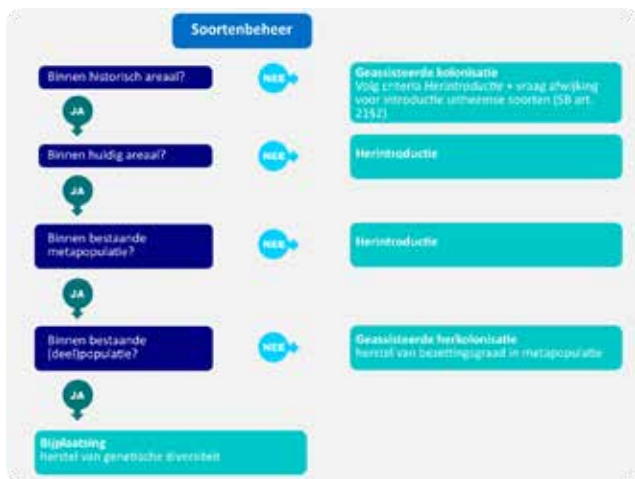 Soortenbeheer
Binnen historisch areaal?
NEE
Geassisteerde kolonisatie
Volg criteria Herintroductie + vraag afwijking
voor introductie uitheemse soorten (SB art.
21§2)
JA
Binnen huidig areaal?
NEE
Herintroductie
JA
Binnen bestaande
metapopulatie?
NEE
Herintroductie
JA
Binnen bestaande
(deel)populatie?
NEE
Geassisteerde herkolonisatie
herstel van bezettingsgraad in metapopulatie
JA
Bijplaatsing
herstel van genetische diversiteit